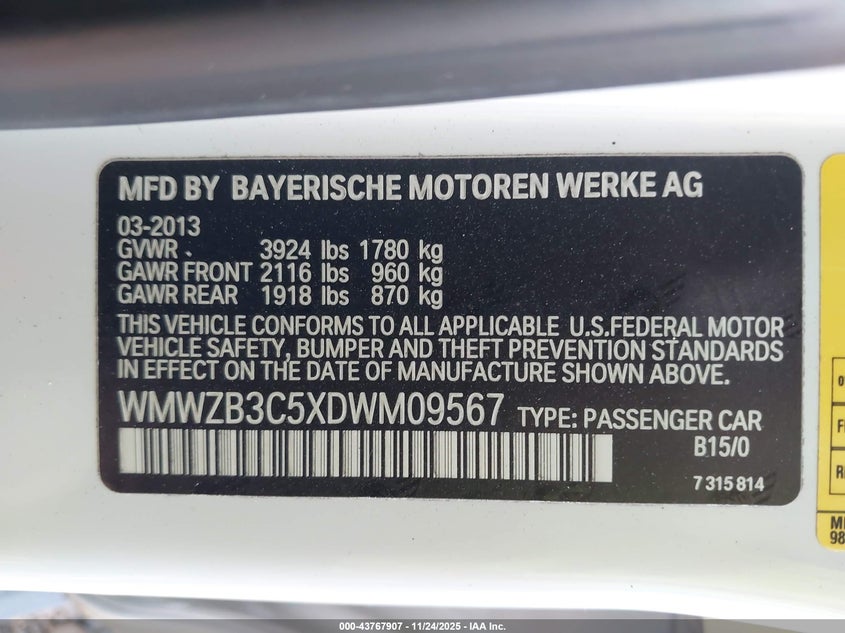 MFD BY BAYERISCHE MOTOREN WERKE AG
03-2013
GVWR 3924 lbs 1780 kg
GAWR FRONT 2116 lbs 960 kg
GAWR REAR 1918 lbs 870 kg
THIS VEHICLE CONFORMS TO ALL APPLICABLE U.S.FEDERAL MOTOR
VEHICLE SAFETY, BUMPER AND THEFT PREVENTION STANDARDS
IN EFFECT ON THE DATE OF MANUFACTURE SHOWN ABOVE.
WMWZB3C5XDWM09567 TYPE: PASSENGER CAR
B15/0
7 315 814
98
000-43767907 - 11/24/2025 - IAA Inc.